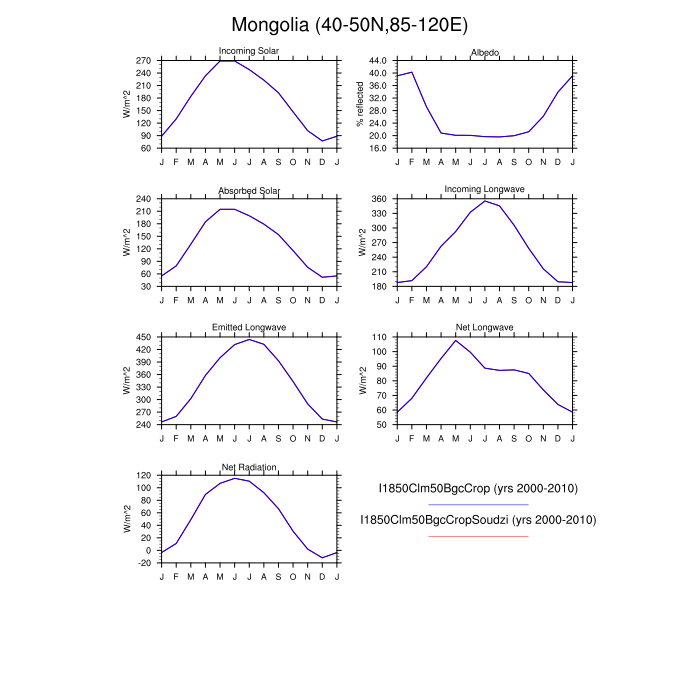 Mongolia (40-50N,85-120E)
Incoming Solar
W/m^2
270
240
210
180
150
120
90
60
J F M A M J J A S O N D J
Albedo
% reflected
44.0
40.0
36.0
32.0
28.0
24.0
20.0
16.0
J F M A M J J A S O N D J
Absorbed Solar
W/m^2
240
210
180
150
120
90
60
30
J F M A M J J A S O N D J
Incoming Longwave
W/m^2
360
330
300
270
240
210
180
J F M A M J J A S O N D J
Emitted Longwave
W/m^2
450
420
390
360
330
300
270
240
J F M A M J J A S O N D J
Net Longwave
W/m^2
110
100
90
80
70
60
50
J F M A M J J A S O N D J
Net Radiation
W/m^2
120
100
80
60
40
20
0
-20
J F M A M J J A S O N D J
I1850Clm50BgcCrop (yrs 2000-2010)
I1850Clm50BgcCropSoudzi (yrs 2000-2010)